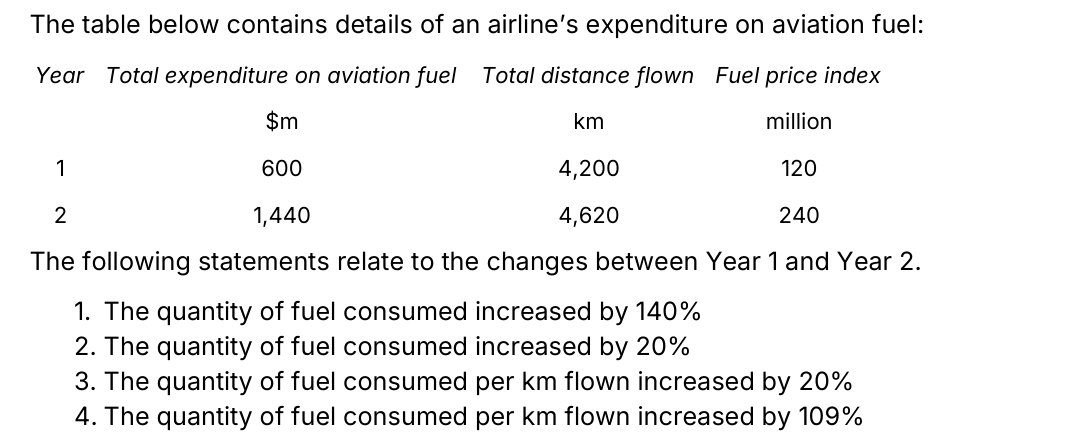 The table below contains details of an airline’s expenditure on aviation fuel:
Year Total expenditure on aviation fuel Total distance flown Fuel price index
$m km million
1 600 4,200 120
2 1,440 4,620 240
The following statements relate to the changes between Year 1 and Year 2.
1. The quantity of fuel consumed increased by 140%
2. The quantity of fuel consumed increased by 20%
3. The quantity of fuel consumed per km flown increased by 20%
4. The quantity of fuel consumed per km flown increased by 109%